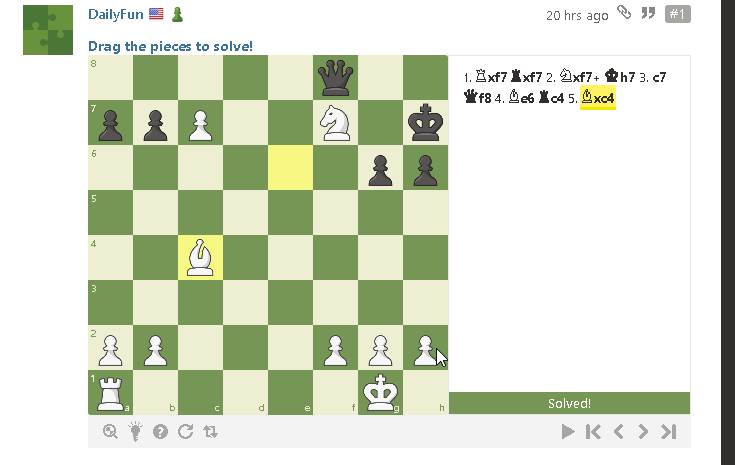 DailyFun
20 hrs ago
#1
Drag the pieces to solve!
1. ♖xf7 ♜xf7 2. ♘xf7+ ♚h7 3. c7
♛f8 4. ♗e6 ♜c4 5. ♗xc4
8
7
6
5
4
3
2
1
a b c d e f g h
Solved!